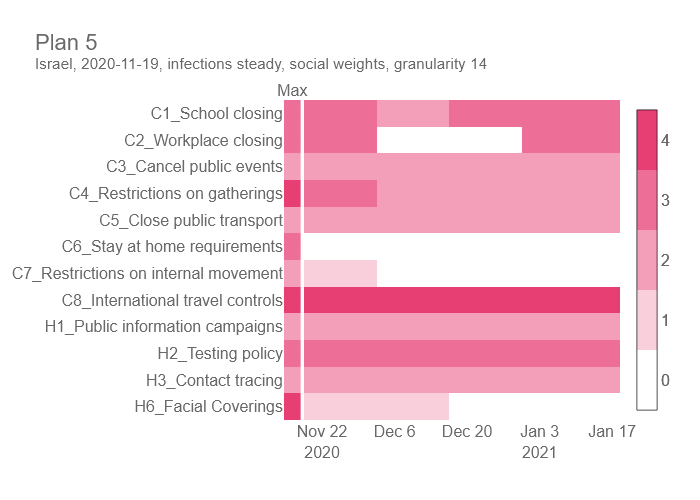 Plan 5
Israel, 2020-11-19, infections steady, social weights, granularity 14
Max
C1_School closing
C2_Workplace closing
C3_Cancel public events
C4_Restrictions on gatherings
C5_Close public transport
C6_Stay at home requirements
C7_Restrictions on internal movement
C8_International travel controls
H1_Public information campaigns
H2_Testing policy
H3_Contact tracing
H6_Facial Coverings
4
3
2
1
0
Nov 22 Dec 6 Dec 20 Jan 3 Jan 17
2020 2021